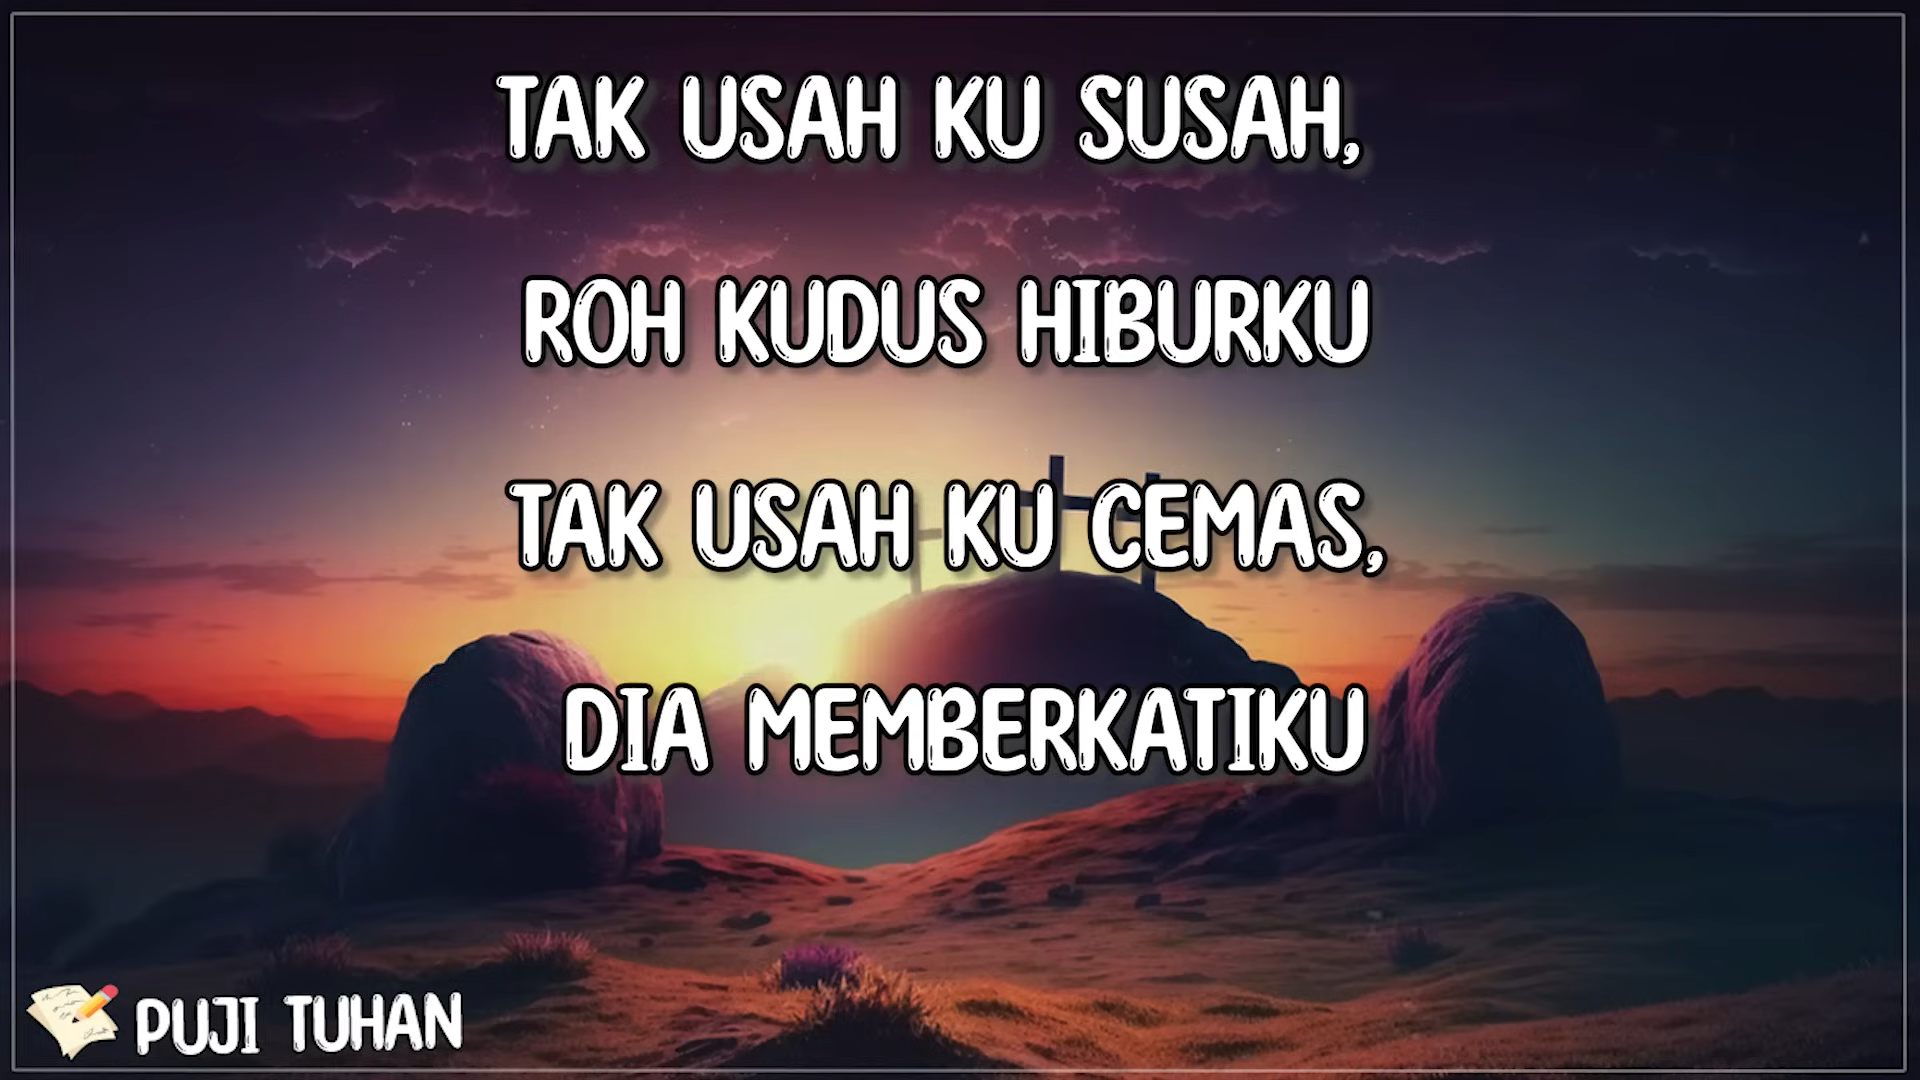 TAK USAH KU SUSAH,
ROH KUDUS HIBURKU
TAK USAH KU CEMAS,
DIA MEMBERKATIKU
PUJI TUHAN